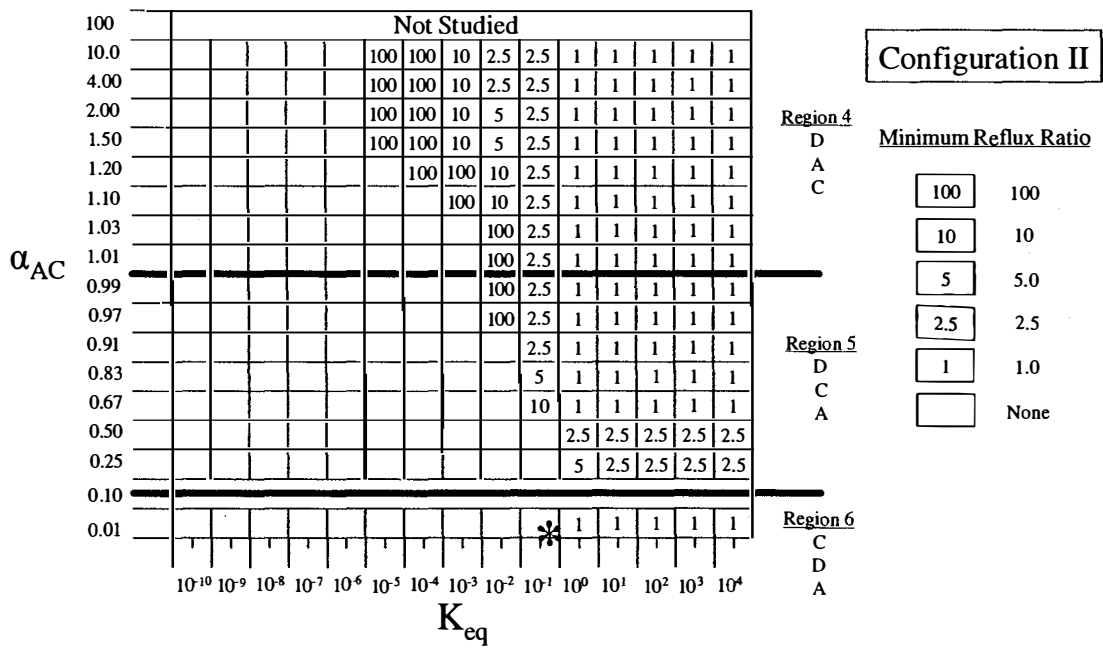 100 Not Studied
10.0 100 100 10 2.5 2.5 1 1 1 1 1
4.00 100 100 10 2.5 2.5 1 1 1 1 1
2.00 100 100 10 5 2.5 1 1 1 1 1
1.50 100 100 10 5 2.5 1 1 1 1 1
1.20 100 100 10 2.5 1 1 1 1 1
1.10 100 10 2.5 1 1 1 1 1
1.03 100 2.5 1 1 1 1 1
1.01 100 2.5 1 1 1 1 1
0.99 100 2.5 1 1 1 1 1
0.97 100 2.5 1 1 1 1 1
0.91 2.5 1 1 1 1 1
0.83 5 1 1 1 1 1
0.67 10 1 1 1 1 1
0.50 2.5 2.5 2.5 2.5 2.5
0.25 5 2.5 2.5 2.5 2.5
0.10
0.01 * 1 1 1 1 1
α_AC
10⁻¹⁰ 10⁻⁹ 10⁻⁸ 10⁻⁷ 10⁻⁶ 10⁻⁵ 10⁻⁴ 10⁻³ 10⁻² 10⁻¹ 10⁰ 10¹ 10² 10³ 10⁴
K_eq
Region 4
D
A
C
Region 5
D
C
A
Region 6
C
D
A
Configuration II
Minimum Reflux Ratio
100 100
10 10
5 5.0
2.5 2.5
1 1.0
None